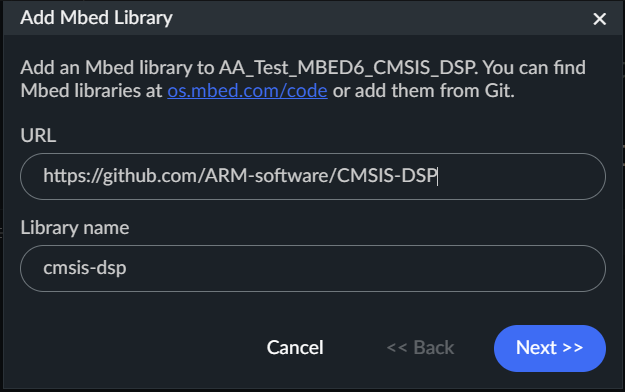 Add Mbed Library
Add an Mbed library to AA_Test_MBED6_CMSIS_DSP. You can find
Mbed libraries at os.mbed.com/code or add them from Git.
URL
https://github.com/ARM-software/CMSIS-DSP
Library name
cmsis-dsp
Cancel << Back Next >>